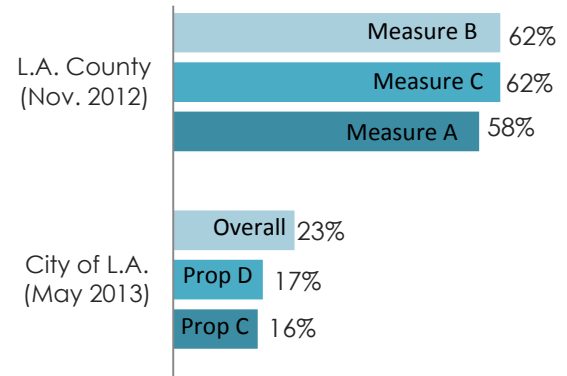 L.A. County
(Nov. 2012)
Measure B 62%
Measure C 62%
Measure A 58%
City of L.A.
(May 2013)
Overall 23%
Prop D 17%
Prop C 16%